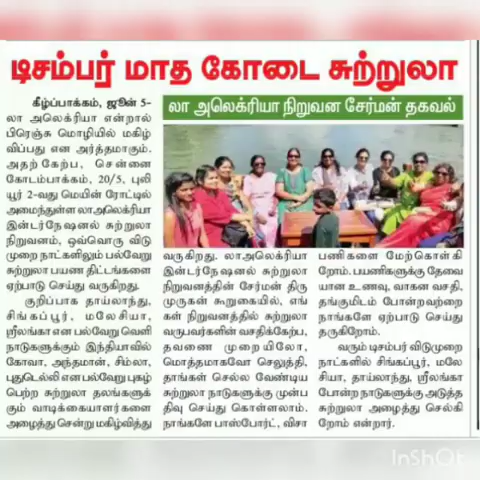 டிசம்பர் மாத கோடை சுற்றுலா
லா அலெக்ரியா நிறுவன சேர்மன் தகவல்
கீழ்ப்பாக்கம், ஜூன் 5-
லா அலெக்ரியா என்றால்
பிரெஞ்சு மொழியில் மகிழ்
விப்பது என அர்த்தமாகும்.
அதற் கேற்ப, சென்னை
கோடம்பாக்கம், 20/5, புலி
யூர் 2-வது மெயின் ரோட்டில்
அமைந்துள்ள லாஅலெக்ரியா
இன்டர்நேஷனல் சுற்றுலா
நிறுவனம், ஒவ்வொரு விடு
முறை நாட்களிலும் பல்வேறு
சுற்றுலா பயண திட்டங்களை
ஏற்பாடு செய்து வருகிறது.
குறிப்பாக தாய்லாந்து,
சிங்கப்பூர், மலேசியா,
ஸ்ரீலங்கா என பல்வேறு வெளி
நாடுகளுக்கும் இந்தியாவில்
கோவா, அந்தமான், சிம்லா,
புதுடெல்லி என பல்வேறு புகழ்
பெற்ற சுற்றுலா தலங்களுக்
கும் வாடிக்கையாளர்களை
அழைத்து சென்று மகிழ்வித்து
வருகிறது. லாஅலெக்ரியா
இன்டர்நேஷனல் சுற்றுலா
நிறுவனத்தின் சேர்மன் திரு
முருகன் கூறுகையில், எங்
கள் நிறுவனத்தில் சுற்றுலா
வருபவர்களின் வசதிக்கேற்ப,
தவணை முறையிலோ,
மொத்தமாகவோ செலுத்தி,
தாங்கள் செல்ல வேண்டிய
சுற்றுலா நாடுகளுக்கு முன்ப
திவு செய்து கொள்ளலாம்.
நாங்களே பாஸ்போர்ட், விசா
பணிகளை மேற்கொள்கி
றோம். பயணிகளுக்கு தேவை
யான உணவு, வாகன வசதி,
தங்குமிடம் போன்றவற்றை
நாங்களே ஏற்பாடு செய்து
தருகிறோம்.
வரும் டிசம்பர் விடுமுறை
நாட்களில் சிங்கப்பூர், மலே
சியா, தாய்லாந்து, ஸ்ரீலங்கா
போன்ற நாடுகளுக்கு அடுத்த
சுற்றுலா அழைத்து செல்கி
றோம் என்றார்.
InShOt